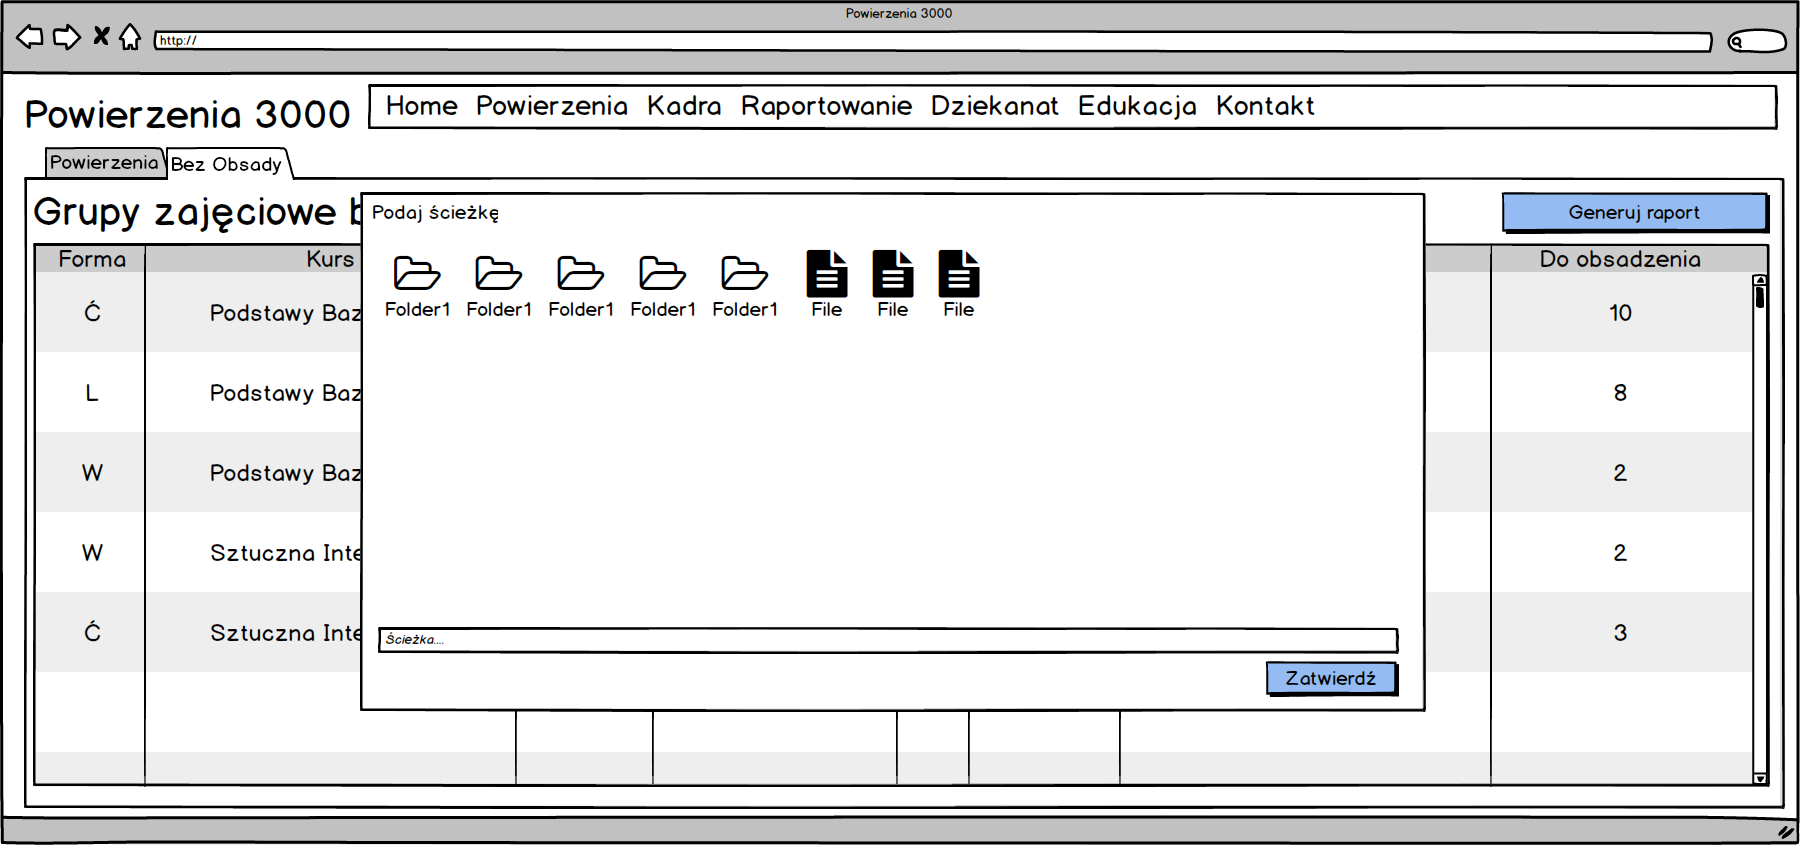 Powierzenia 3000
http://
Powierzenia 3000
Home Powierzenia Kadra Raportowanie Dziekanat Edukacja Kontakt
Powierzenia Bez Obsady
Grupy zajęciowe
Generuj raport
Podaj ścieżkę
Forma Kurs Do obsadzenia
Folder1 Folder1 Folder1 Folder1 Folder1 File File File
Ć Podstawy Baz 10
L Podstawy Baz 8
W Podstawy Baz 2
W Sztuczna Inte 2
Ć Sztuczna Inte 3
Ścieżka....
Zatwierdź